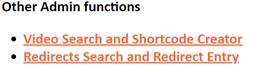 Other Admin functions
Video Search and Shortcode Creator
Redirects Search and Redirect Entry